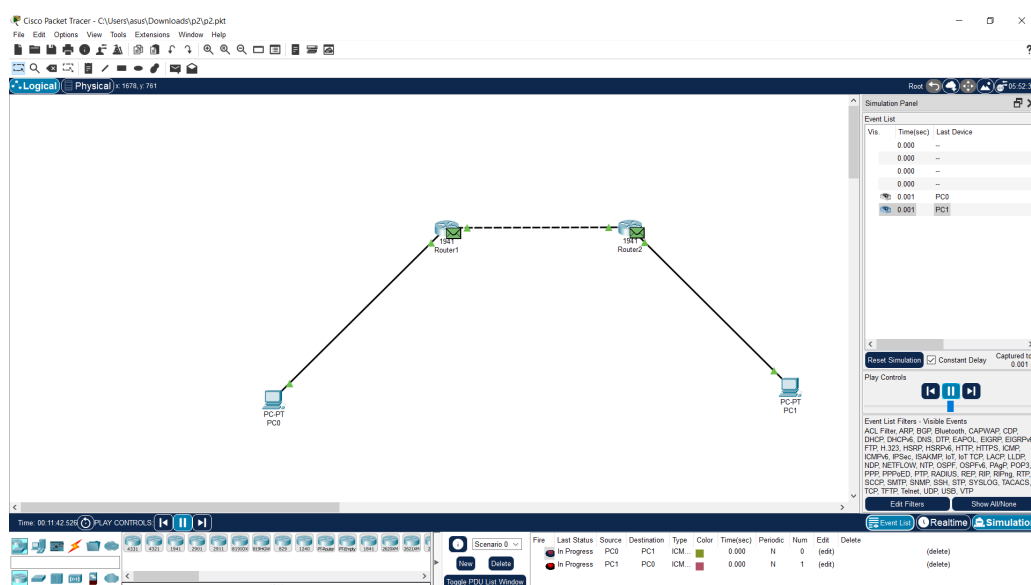 Cisco Packet Tracer - C:\Users\asus\Downloads\p2\p2.pkt
File Edit Options View Tools Extensions Window Help
Logical Physical x: 1678, y: 761 Root 05:52:3
Simulation Panel
Event List
Vis. Time(sec) Last Device
0.000 --
0.000 --
0.000 --
0.000 --
0.001 PC0
0.001 PC1
1941
Router1
1941
Router2
PC-PT
PC0
PC-PT
PC1
Reset Simulation Constant Delay Captured to
0.001
Play Controls
Event List Filters - Visible Events
ACL Filter, ARP, BGP, Bluetooth, CAPWAP, CDP,
DHCP, DHCPv6, DNS, DTP, EAPOL, EIGRP, EIGRPv6
FTP, H.323, HSRP, HSRPv6, HTTP, HTTPS, ICMP,
ICMPv6, IPSec, ISAKMP, IoT, IoT TCP, LACP, LLDP,
NDP, NETFLOW, NTP, OSPF, OSPFv6, PAgP, POP3,
PPP, PPPoED, PTP, RADIUS, REP, RIP, RIPng, RTP,
SCCP, SMTP, SNMP, SSH, STP, SYSLOG, TACACS,
TCP, TFTP, Telnet, UDP, USB, VTP
Edit Filters Show All/None
Time: 00:11:42.526 PLAY CONTROLS: Event List Realtime Simulation
4331 4321 1941 2901 2911 819IOX 819HGW 829 1240 PT-Router PT-Empty 1841 2620XM 2621XM
Scenario 0
New Delete
Toggle PDU List Window
Fire Last Status Source Destination Type Color Time(sec) Periodic Num Edit Delete
In Progress PC0 PC1 ICM... 0.000 N 0 (edit) (delete)
In Progress PC1 PC0 ICM... 0.000 N 1 (edit) (delete)